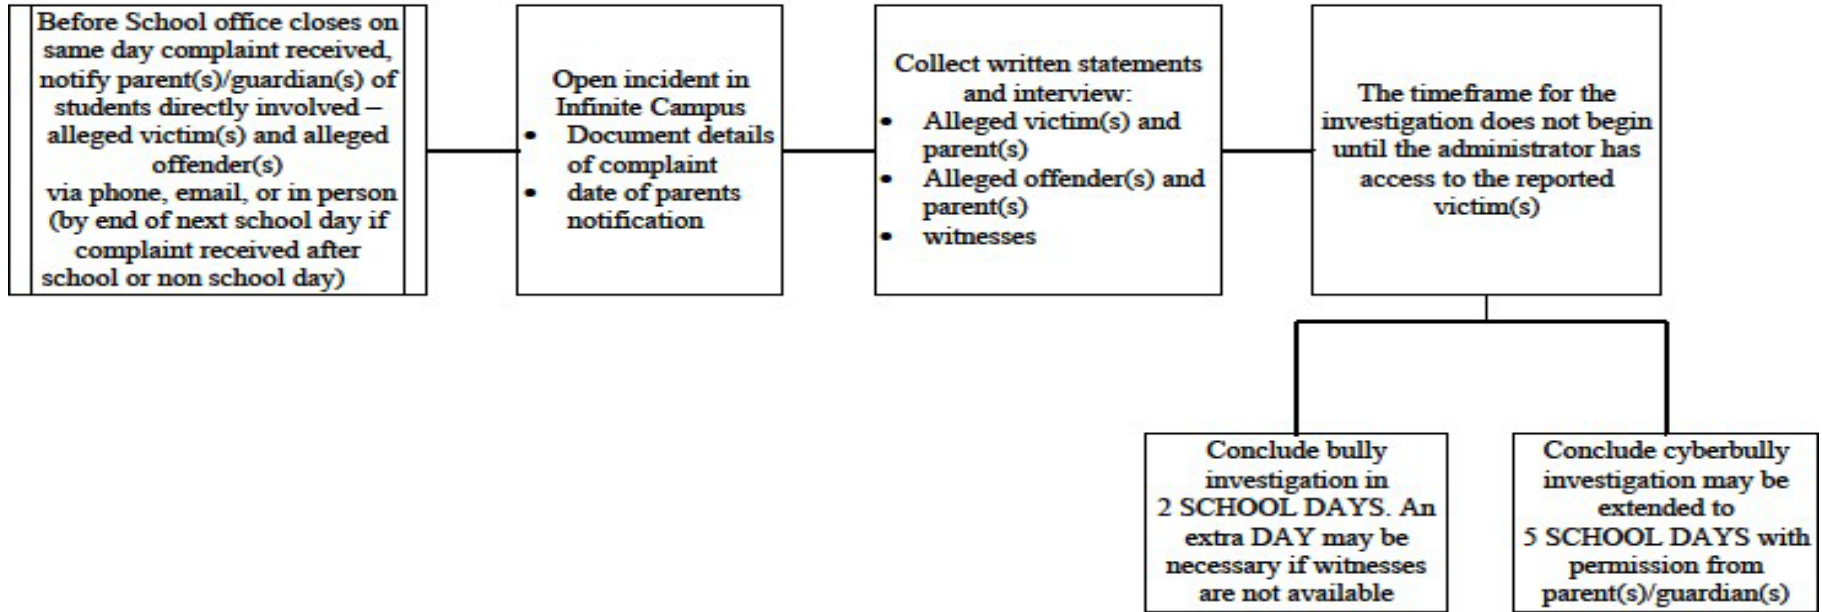 Before School office closes on
same day complaint received,
notify parent(s)/guardian(s) of
students directly involved –
alleged victim(s) and alleged
offender(s)
via phone, email, or in person
(by end of next school day if
complaint received after
school or non school day)
Open incident in
Infinite Campus
• Document details
of complaint
• date of parents
notification
Collect written statements
and interview:
• Alleged victim(s) and
parent(s)
• Alleged offender(s) and
parent(s)
• witnesses
The timeframe for the
investigation does not begin
until the administrator has
access to the reported
victim(s)
Conclude bully
investigation in
2 SCHOOL DAYS. An
extra DAY may be
necessary if witnesses
are not available
Conclude cyberbully
investigation may be
extended to
5 SCHOOL DAYS with
permission from
parent(s)/guardian(s)